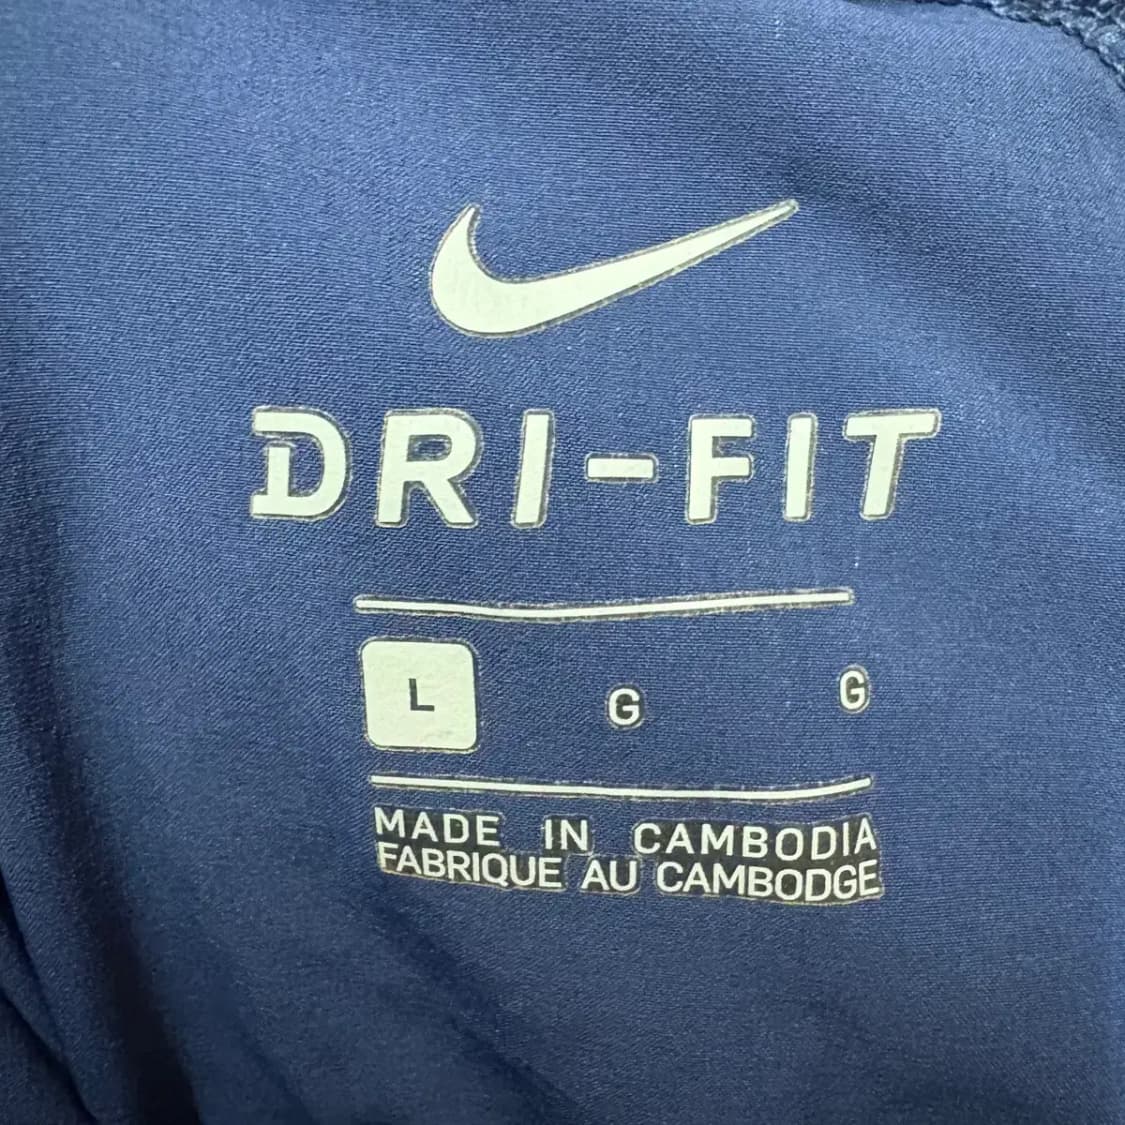 DRI-FIT
L G G
MADE IN CAMBODIA
FABRIQUE AU CAMBODGE